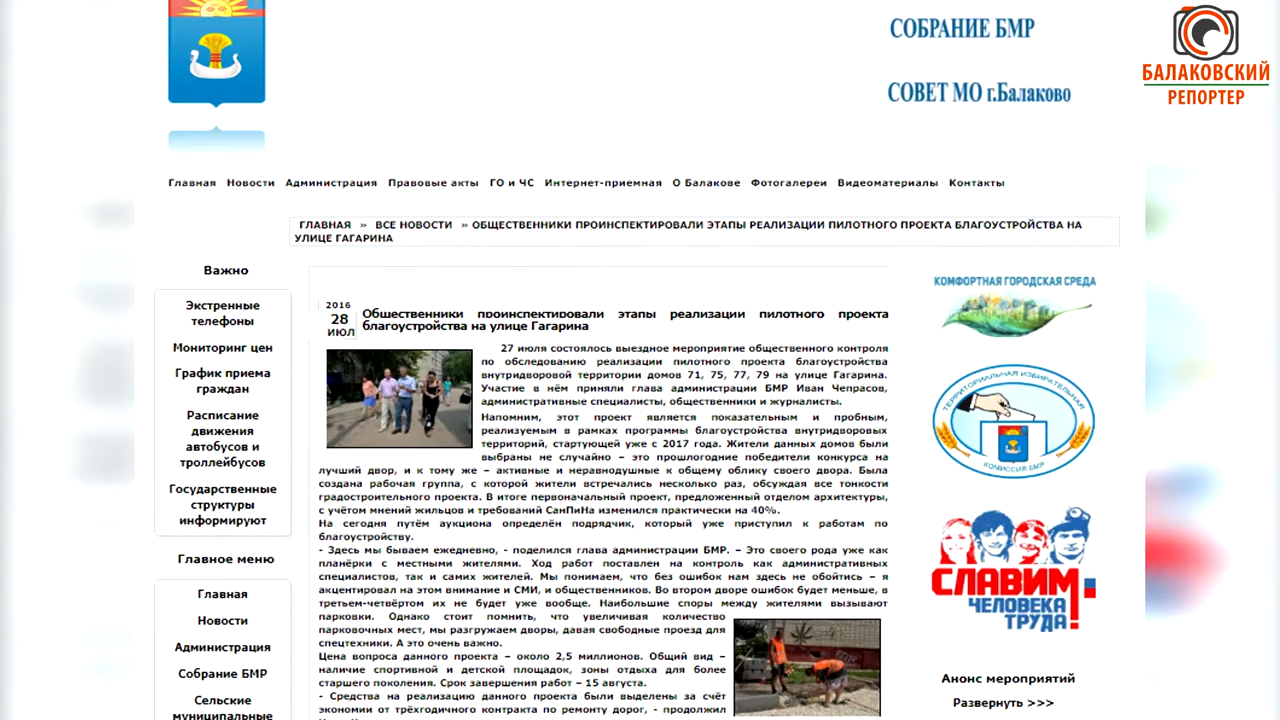 СОБРАНИЕ БМР
СОВЕТ МО г.Балаково
БАЛАКОВСКИЙ
РЕПОРТЕР
Главная Новости Администрация Правовые акты ГО и ЧС Интернет-приемная О Балакове Фотогалереи Видеоматериалы Контакты
ГЛАВНАЯ » ВСЕ НОВОСТИ » ОБЩЕСТВЕННИКИ ПРОИНСПЕКТИРОВАЛИ ЭТАПЫ РЕАЛИЗАЦИИ ПИЛОТНОГО ПРОЕКТА БЛАГОУСТРОЙСТВА НА
УЛИЦЕ ГАГАРИНА
Важно
Экстренные
телефоны
Мониторинг цен
График приема
граждан
Расписание
движения
автобусов и
троллейбусов
Государственные
структуры
информируют
Главное меню
Главная
Новости
Администрация
Собрание БМР
Сельские
муниципальные
2016
28
ИЮЛ
Общественники проинспектировали этапы реализации пилотного проекта
благоустройства на улице Гагарина
27 июля состоялось выездное мероприятие общественного контроля
по обследованию реализации пилотного проекта благоустройства
внутридворовой территории домов 71, 75, 77, 79 на улице Гагарина.
Участие в нём приняли глава администрации БМР Иван Чепрасов,
административные специалисты, общественники и журналисты.
Напомним, этот проект является показательным и пробным,
реализуемым в рамках программы благоустройства внутридворовых
территорий, стартующей уже с 2017 года. Жители данных домов были
выбраны не случайно – это прошлогодние победители конкурса на
лучший двор, и к тому же – активные и неравнодушные к общему облику своего двора. Была
создана рабочая группа, с которой жители встречались несколько раз, обсуждая все тонкости
градостроительного проекта. В итоге первоначальный проект, предложенный отделом архитектуры,
с учётом мнений жильцов и требований СанПиНа изменился практически на 40%.
На сегодня путём аукциона определён подрядчик, который уже приступил к работам по
благоустройству.
- Здесь мы бываем ежедневно, - поделился глава администрации БМР. – Это своего рода уже как
планёрки с местными жителями. Ход работ поставлен на контроль как административных
специалистов, так и самих жителей. Мы понимаем, что без ошибок нам здесь не обойтись – я
акцентировал на этом внимание и СМИ, и общественников. Во втором дворе ошибок будет меньше, в
третьем-четвёртом их не будет уже вообще. Наибольшие споры между жителями вызывают
парковки. Однако стоит помнить, что увеличивая количество
парковочных мест, мы разгружаем дворы, давая свободные проезд для
спецтехники. А это очень важно.
Цена вопроса данного проекта – около 2,5 миллионов. Общий вид –
наличие спортивной и детской площадок, зоны отдыха для более
старшего поколения. Срок завершения работ – 15 августа.
- Средства на реализацию данного проекта были выделены за счёт
экономии от трёхгодичного контракта по ремонту дорог, - продолжил
КОМФОРТНАЯ ГОРОДСКАЯ СРЕДА
ТЕРРИТОРИАЛЬНАЯ ИЗБИРАТЕЛЬНАЯ
КОМИССИЯ БМР
СЛАВИМ
ЧЕЛОВЕКА
ТРУДА!
Анонс мероприятий
Развернуть >>>